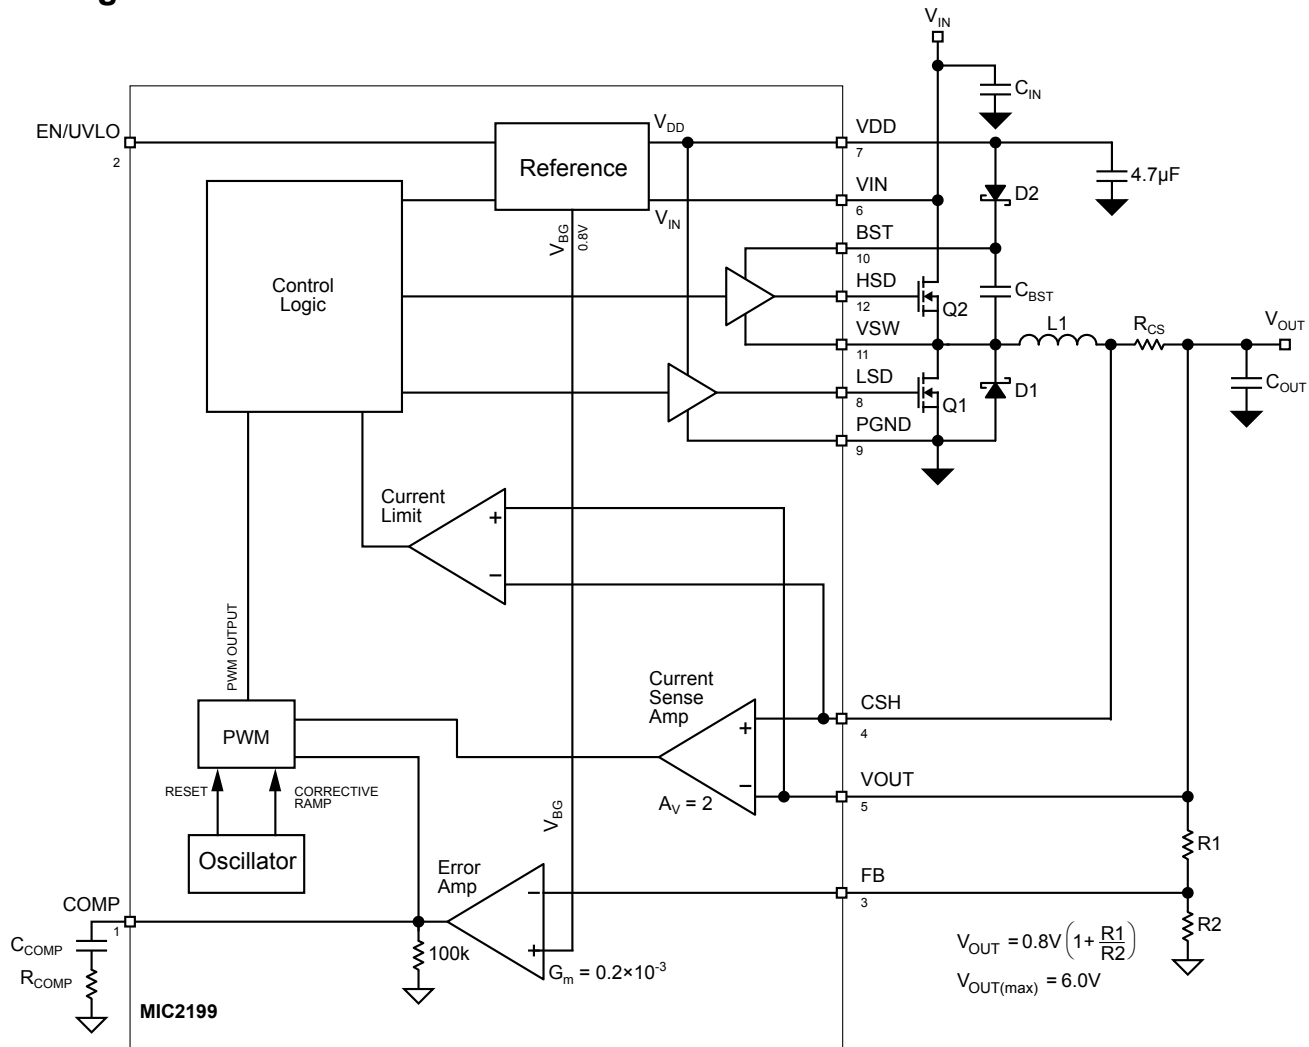 V_IN
C_IN
EN/UVLO
2
V_DD
VDD
7
4.7µF
Reference
D2
VIN
6
V_IN
V_BG
0.8V
BST
10
Control
Logic
HSD
12
Q2
C_BST
VSW
11
L1
R_CS
V_OUT
LSD
8
Q1
D1
C_OUT
PGND
9
Current
Limit
+
−
PWM OUTPUT
Current
Sense
Amp
CSH
4
+
PWM
−
VOUT
5
A_V = 2
RESET
CORRECTIVE
RAMP
V_BG
R1
Oscillator
Error
Amp
FB
3
−
COMP
1
R2
C_COMP
100k
+
G_m = 0.2×10^-3
V_OUT = 0.8V (1+ R1/R2)
R_COMP
V_OUT(max) = 6.0V
MIC2199